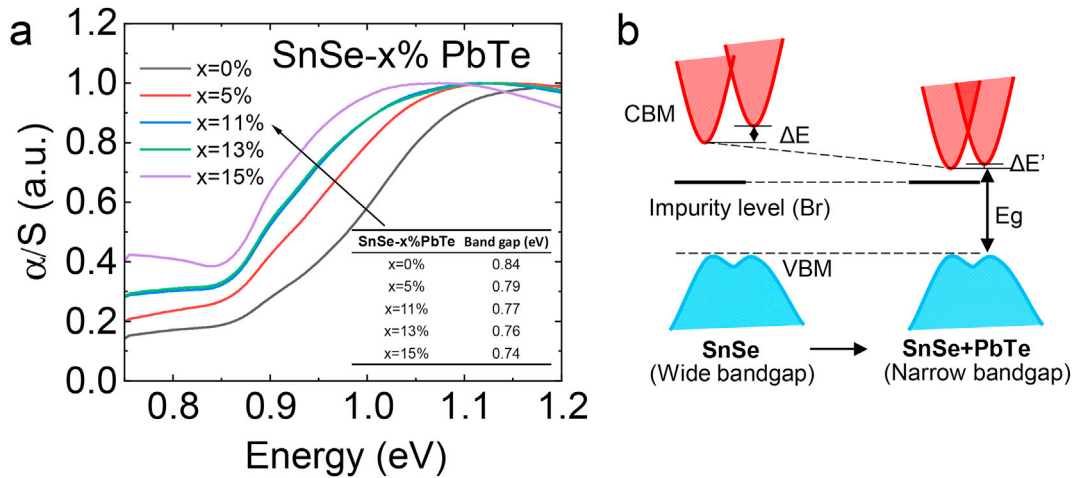 a
SnSe-x% PbTe
x=0%
x=5%
x=11%
x=13%
x=15%
SnSe-x%PbTe Band gap (eV)
x=0% 0.84
x=5% 0.79
x=11% 0.77
x=13% 0.76
x=15% 0.74
α/S (a.u.)
1.2
1.0
0.8
0.6
0.4
0.2
0.0
0.8 0.9 1.0 1.1 1.2
Energy (eV)
b
CBM
ΔE
ΔE’
Impurity level (Br)
Eg
VBM
SnSe
(Wide bandgap)
SnSe+PbTe
(Narrow bandgap)